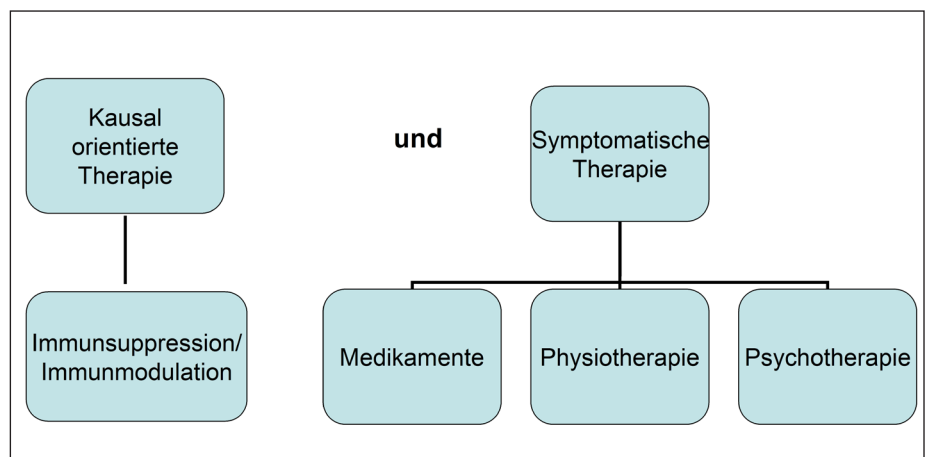 Kausal
orientierte
Therapie
und
Symptomatische
Therapie
Immunsuppression/
Immunmodulation
Medikamente
Physiotherapie
Psychotherapie